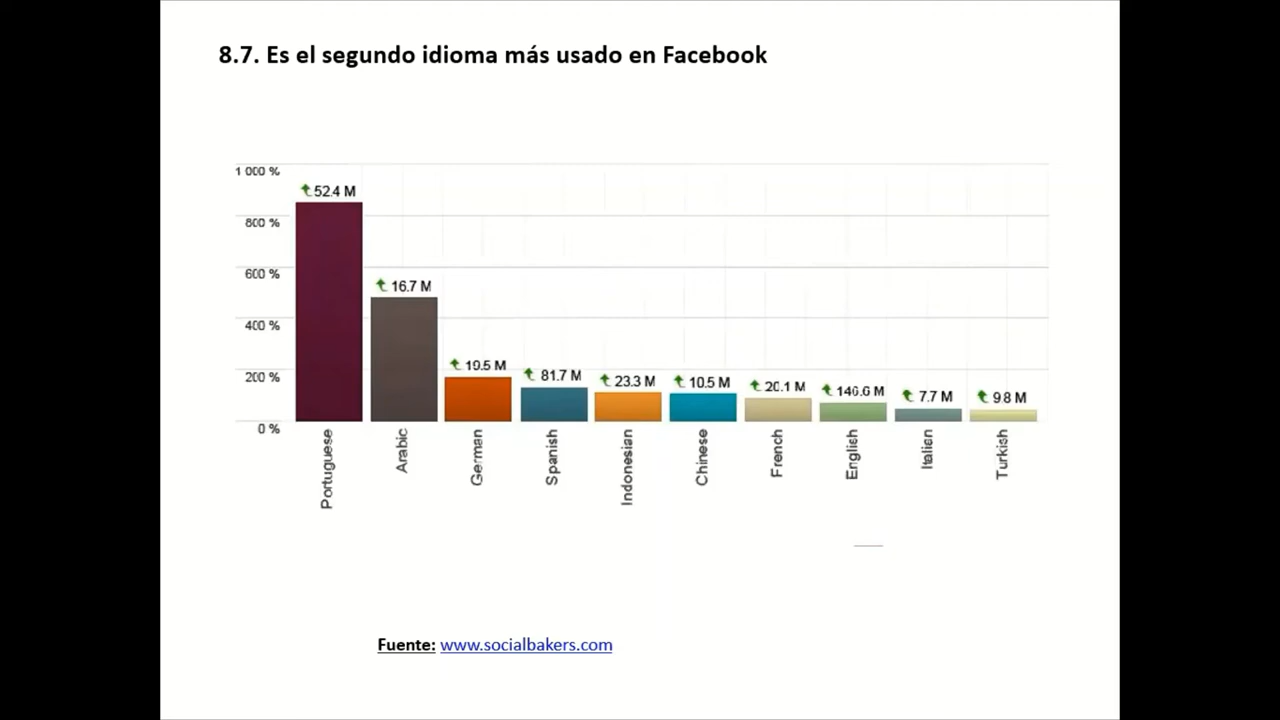 8.7. Es el segundo idioma más usado en Facebook
1 000 %
800 %
600 %
400 %
200 %
0 %
52.4 M
16.7 M
19.5 M
81.7 M
23.3 M
10.5 M
20.1 M
146.6 M
7.7 M
9.8 M
Portuguese
Arabic
German
Spanish
Indonesian
Chinese
French
English
Italian
Turkish
Fuente: www.socialbakers.com